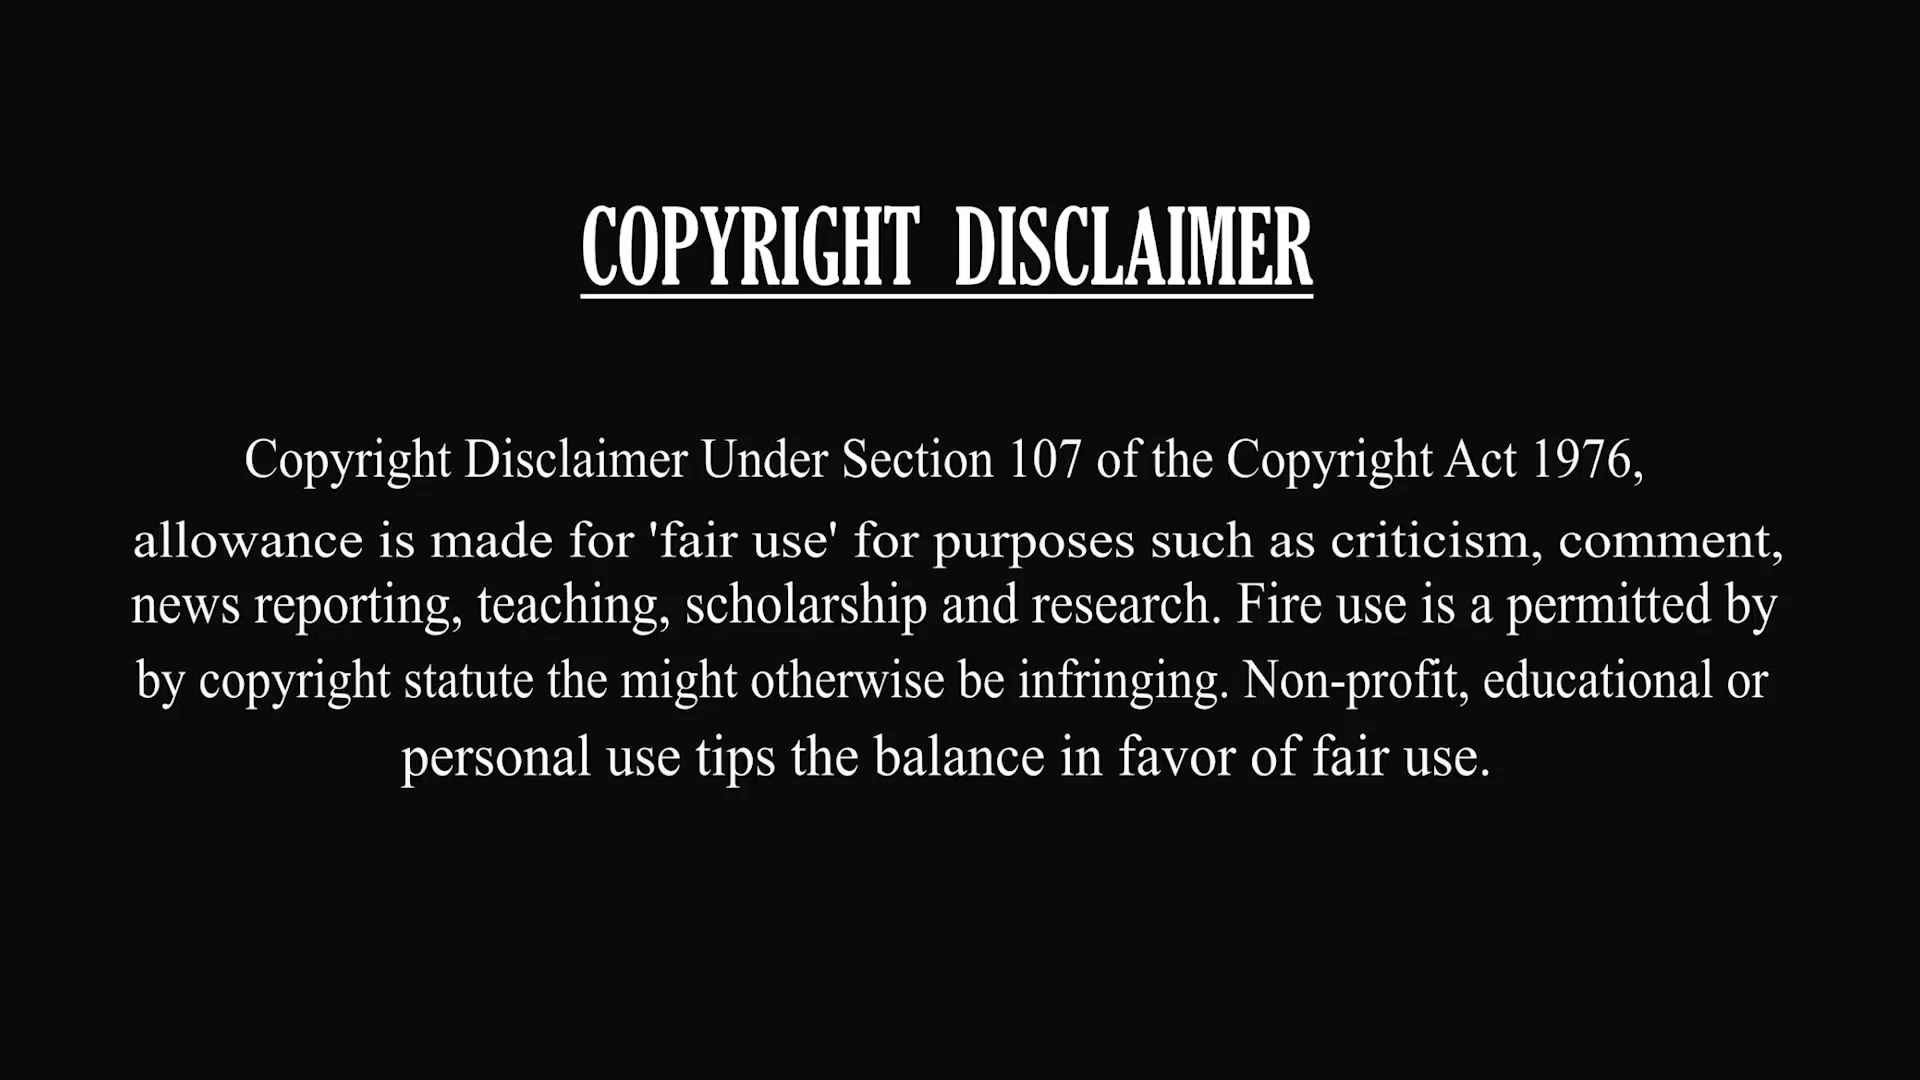 COPYRIGHT DISCLAIMER
Copyright Disclaimer Under Section 107 of the Copyright Act 1976,
allowance is made for 'fair use' for purposes such as criticism, comment,
news reporting, teaching, scholarship and research. Fire use is a permitted by
by copyright statute the might otherwise be infringing. Non-profit, educational or
personal use tips the balance in favor of fair use.